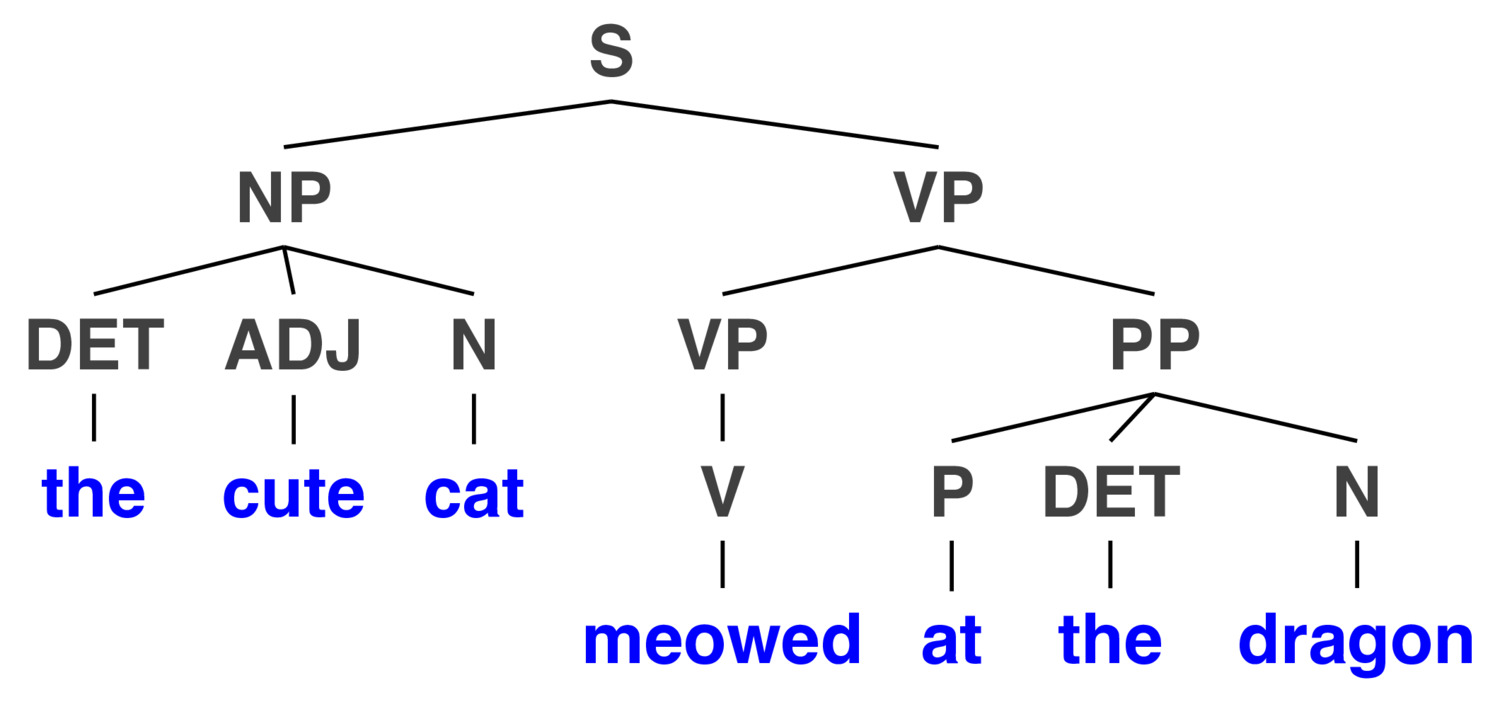 S
NP VP
DET ADJ N VP PP
the cute cat V P DET N
meowed at the dragon